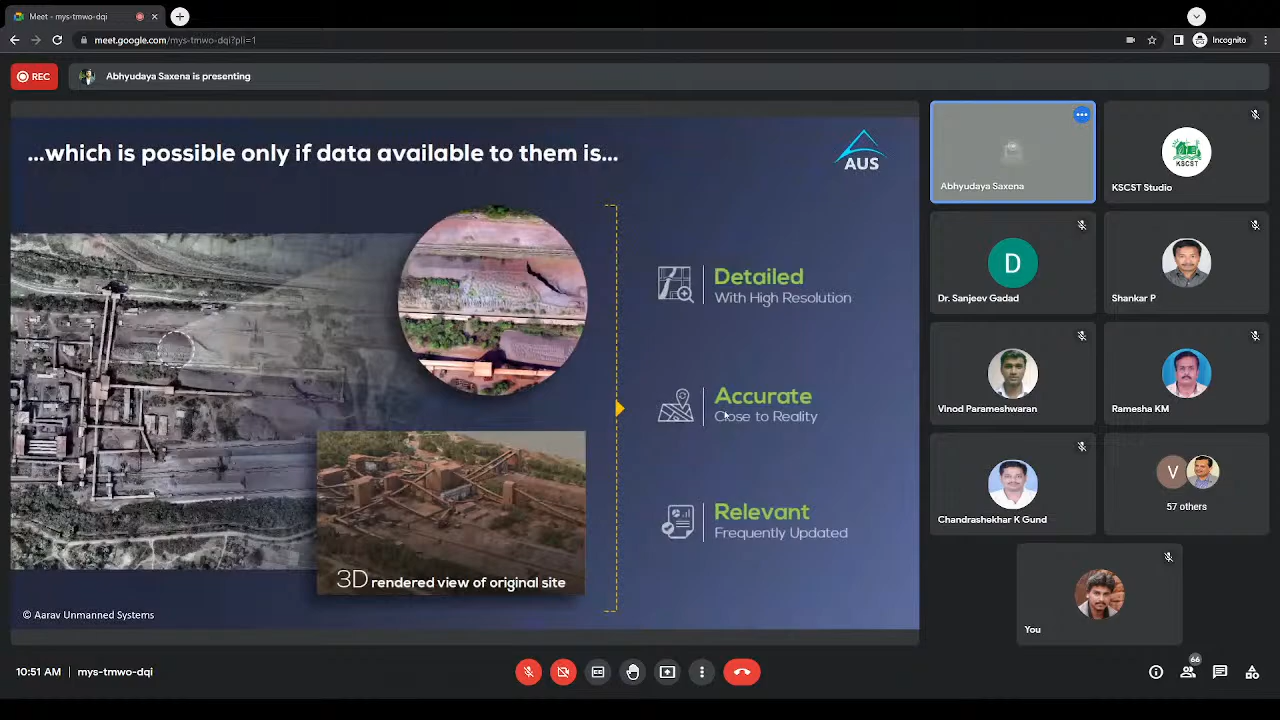 Meet - mys-tmwo-dqi
meet.google.com/mys-tmwo-dqi?pli=1
Incognito
REC
Abhyudaya Saxena is presenting
...which is possible only if data available to them is...
AUS
Detailed
With High Resolution
Accurate
Close to Reality
Relevant
Frequently Updated
3D rendered view of original site
© Aarav Unmanned Systems
Abhyudaya Saxena
KSCST
KSCST Studio
D
Dr. Sanjeev Gadad
Shankar P
Vinod Parameshwaran
Ramesha KM
Chandrashekhar K Gund
V
57 others
You
10:51 AM | mys-tmwo-dqi
66